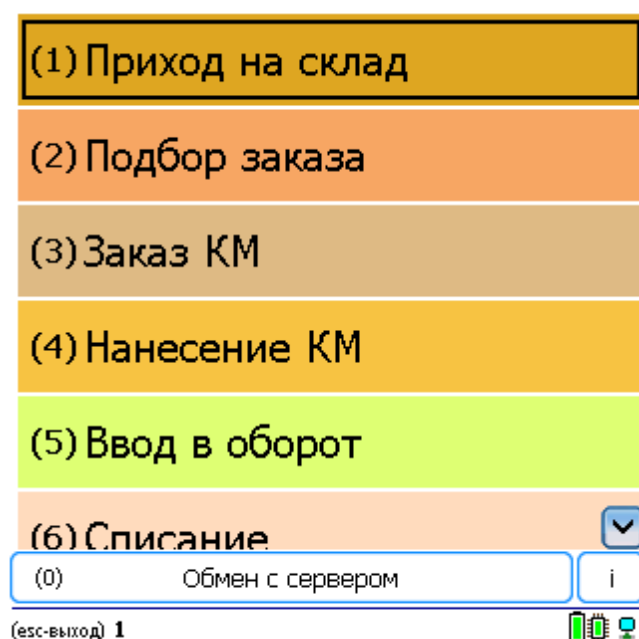 (1) Приход на склад
(2) Подбор заказа
(3) Заказ КМ
(4) Нанесение КМ
(5) Ввод в оборот
(6) Списание
(0) Обмен с сервером i
(esc-выход) 1